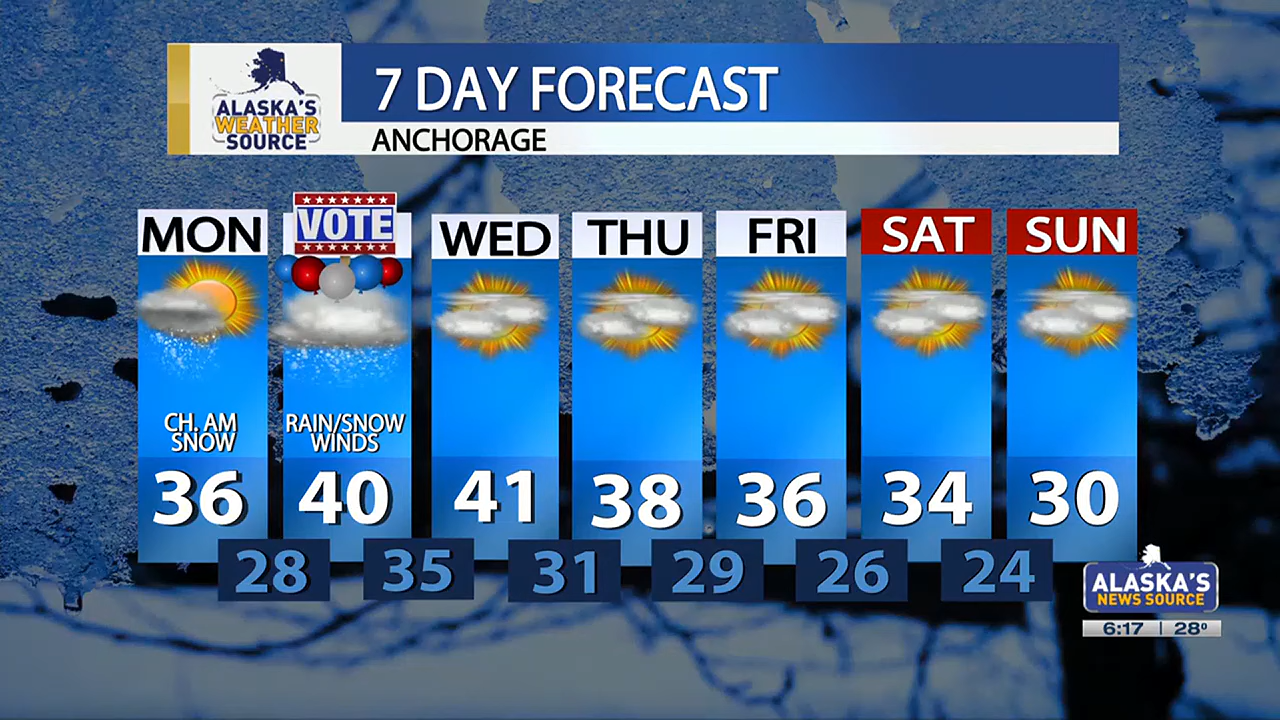 ALASKA'S
WEATHER
SOURCE
7 DAY FORECAST
ANCHORAGE
MON
VOTE
WED
THU
FRI
SAT
SUN
CH. AM
SNOW
RAIN/SNOW
WINDS
36
40
41
38
36
34
30
28
35
31
29
26
24
ALASKA'S
NEWS SOURCE
6:17 | 28°